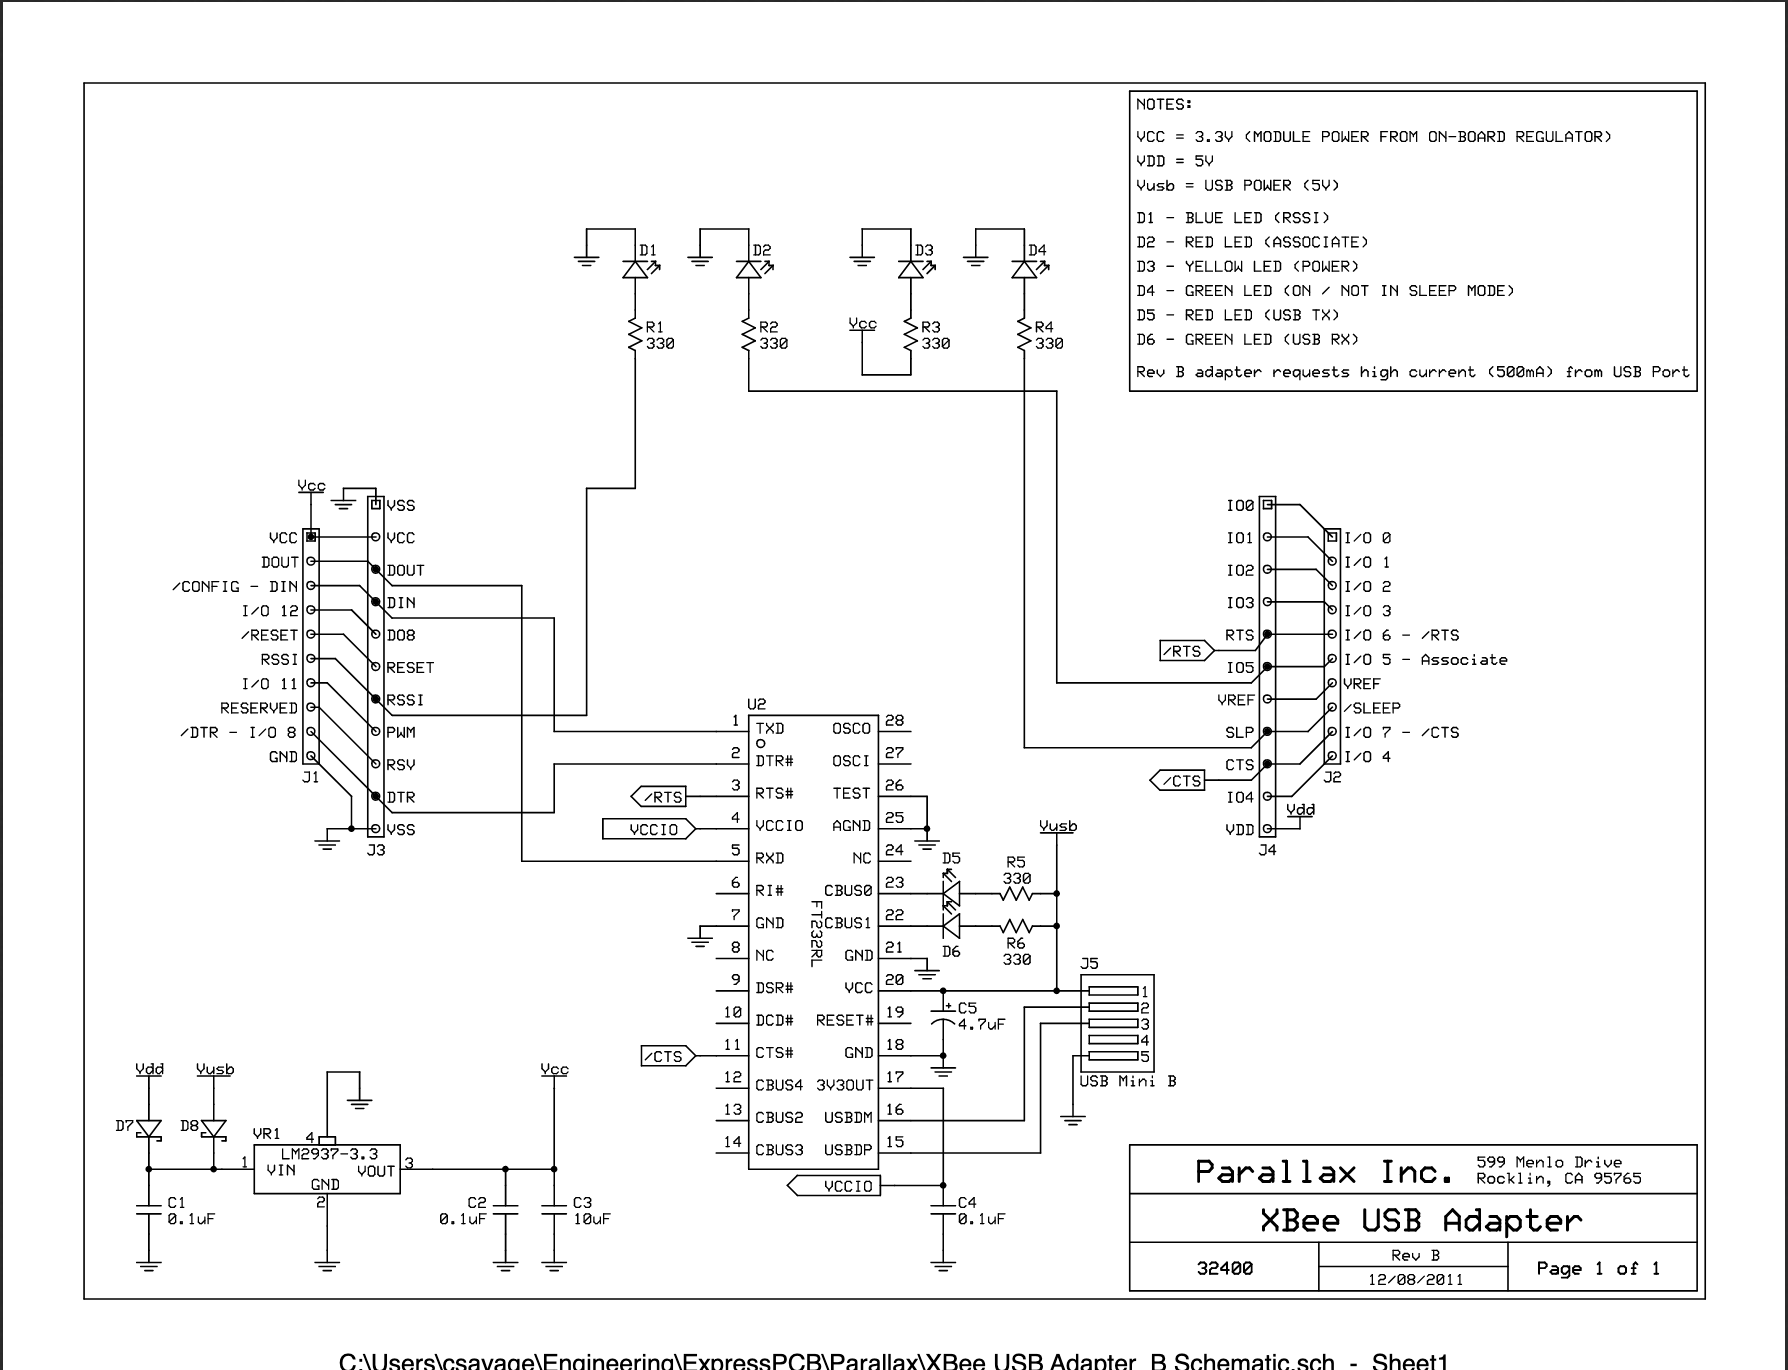 NOTES:
VCC = 3.3V (MODULE POWER FROM ON-BOARD REGULATOR)
VDD = 5V
Vusb = USB POWER (5V)
D1 - BLUE LED (RSSI)
D2 - RED LED (ASSOCIATE)
D3 - YELLOW LED (POWER)
D4 - GREEN LED (ON / NOT IN SLEEP MODE)
D5 - RED LED (USB TX)
D6 - GREEN LED (USB RX)
Rev B adapter requests high current (500mA) from USB Port
D1
D2
D3
D4
R1
330
R2
330
Vcc
R3
330
R4
330
Vcc
VCC
DOUT
/CONFIG - DIN
I/O 12
/RESET
RSSI
I/O 11
RESERVED
/DTR - I/O 8
GND
J1
VSS
VCC
DOUT
DIN
DO8
RESET
RSSI
PWM
RSV
DTR
VSS
J3
IO0
IO1
IO2
IO3
RTS
IO5
VREF
SLP
CTS
IO4
VDD
J4
/RTS
/CTS
Vdd
I/O 0
I/O 1
I/O 2
I/O 3
I/O 6 - /RTS
I/O 5 - Associate
VREF
/SLEEP
I/O 7 - /CTS
I/O 4
J2
U2
1 TXD
2 DTR#
3 RTS#
4 VCCIO
5 RXD
6 RI#
7 GND
8 NC
9 DSR#
10 DCD#
11 CTS#
12 CBUS4
13 CBUS2
14 CBUS3
/RTS
VCCIO
/CTS
FT232RL
OSCO 28
OSCI 27
TEST 26
AGND 25
NC 24
CBUS0 23
CBUS1 22
GND 21
VCC 20
RESET# 19
GND 18
3V3OUT 17
USBDM 16
USBDP 15
VCCIO
Vusb
D5
R5
330
D6
R6
330
C5
4.7uF
+
C4
0.1uF
J5
1
2
3
4
5
USB Mini B
Vdd
Vusb
D7
D8
VR1
4
LM2937-3.3
1
VIN
VOUT
3
GND
2
Vcc
C1
0.1uF
C2
0.1uF
C3
10uF
Parallax Inc.
599 Menlo Drive
Rocklin, CA 95765
XBee USB Adapter
32400
Rev B
12/08/2011
Page 1 of 1
C:\Users\csavage\Engineering\ExpressPCB\Parallax\XBee USB Adapter B Schematic.sch - Sheet1